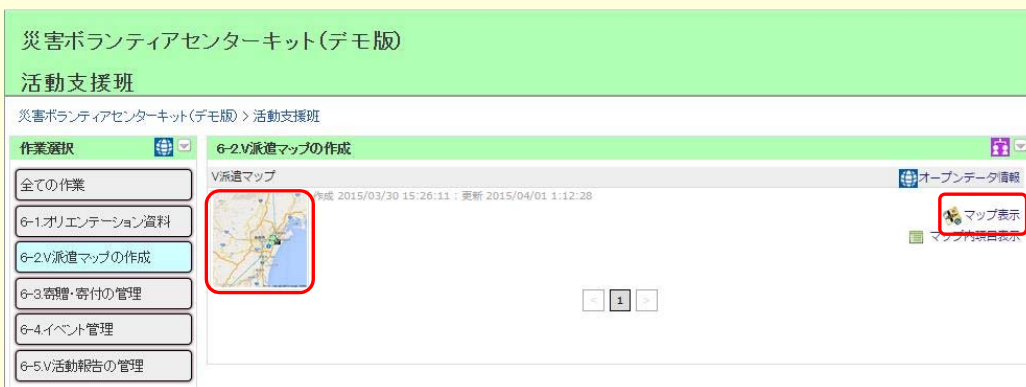 災害ボランティアセンターキット(デモ版)
活動支援班
災害ボランティアセンターキット(デモ版) > 活動支援班
作業選択
全ての作業
6-1.オリエンテーション資料
6-2.V派遣マップの作成
6-3.寄贈・寄付の管理
6-4.イベント管理
6-5.V活動報告の管理
6-2.V派遣マップの作成
V派遣マップ
オープンデータ情報
作成 2015/03/30 15:26:11 : 更新 2015/04/01 1:12:28
マップ表示
マップ内項目表示
< 1 >